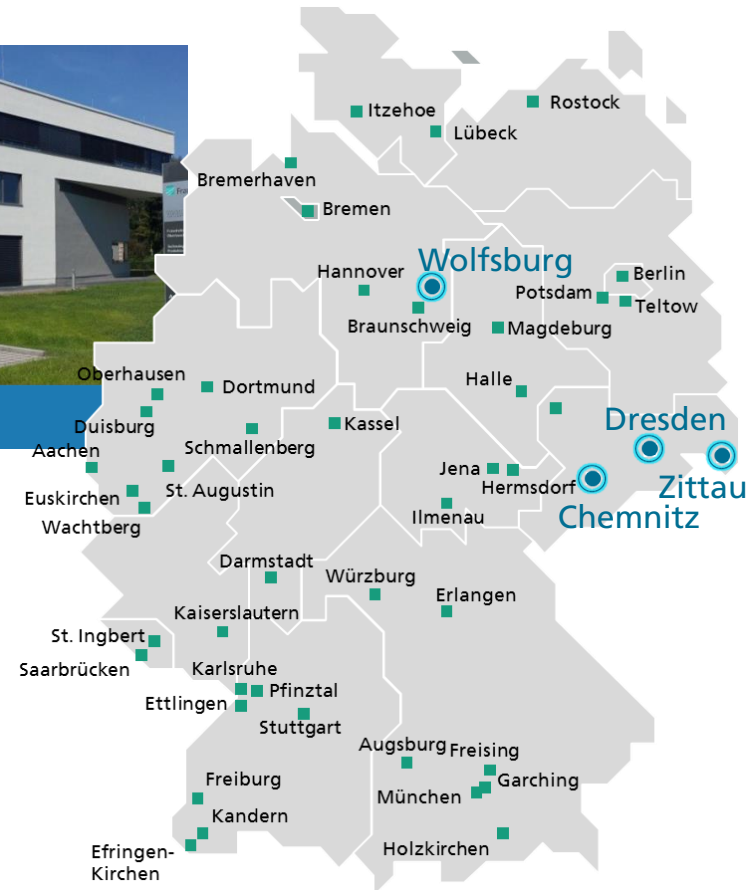 Itzehoe
Rostock
Lübeck
Bremerhaven
Bremen
Wolfsburg
Hannover
Berlin
Potsdam
Teltow
Braunschweig
Magdeburg
Oberhausen
Dortmund
Halle
Duisburg
Kassel
Dresden
Schmallenberg
Aachen
Jena
Zittau
Euskirchen
St. Augustin
Hermsdorf
Chemnitz
Wachtberg
Ilmenau
Darmstadt
Würzburg
Erlangen
Kaiserslautern
St. Ingbert
Saarbrücken
Karlsruhe
Pfinztal
Ettlingen
Stuttgart
Augsburg
Freising
Freiburg
Garching
München
Kandern
Holzkirchen
Efringen-
Kirchen